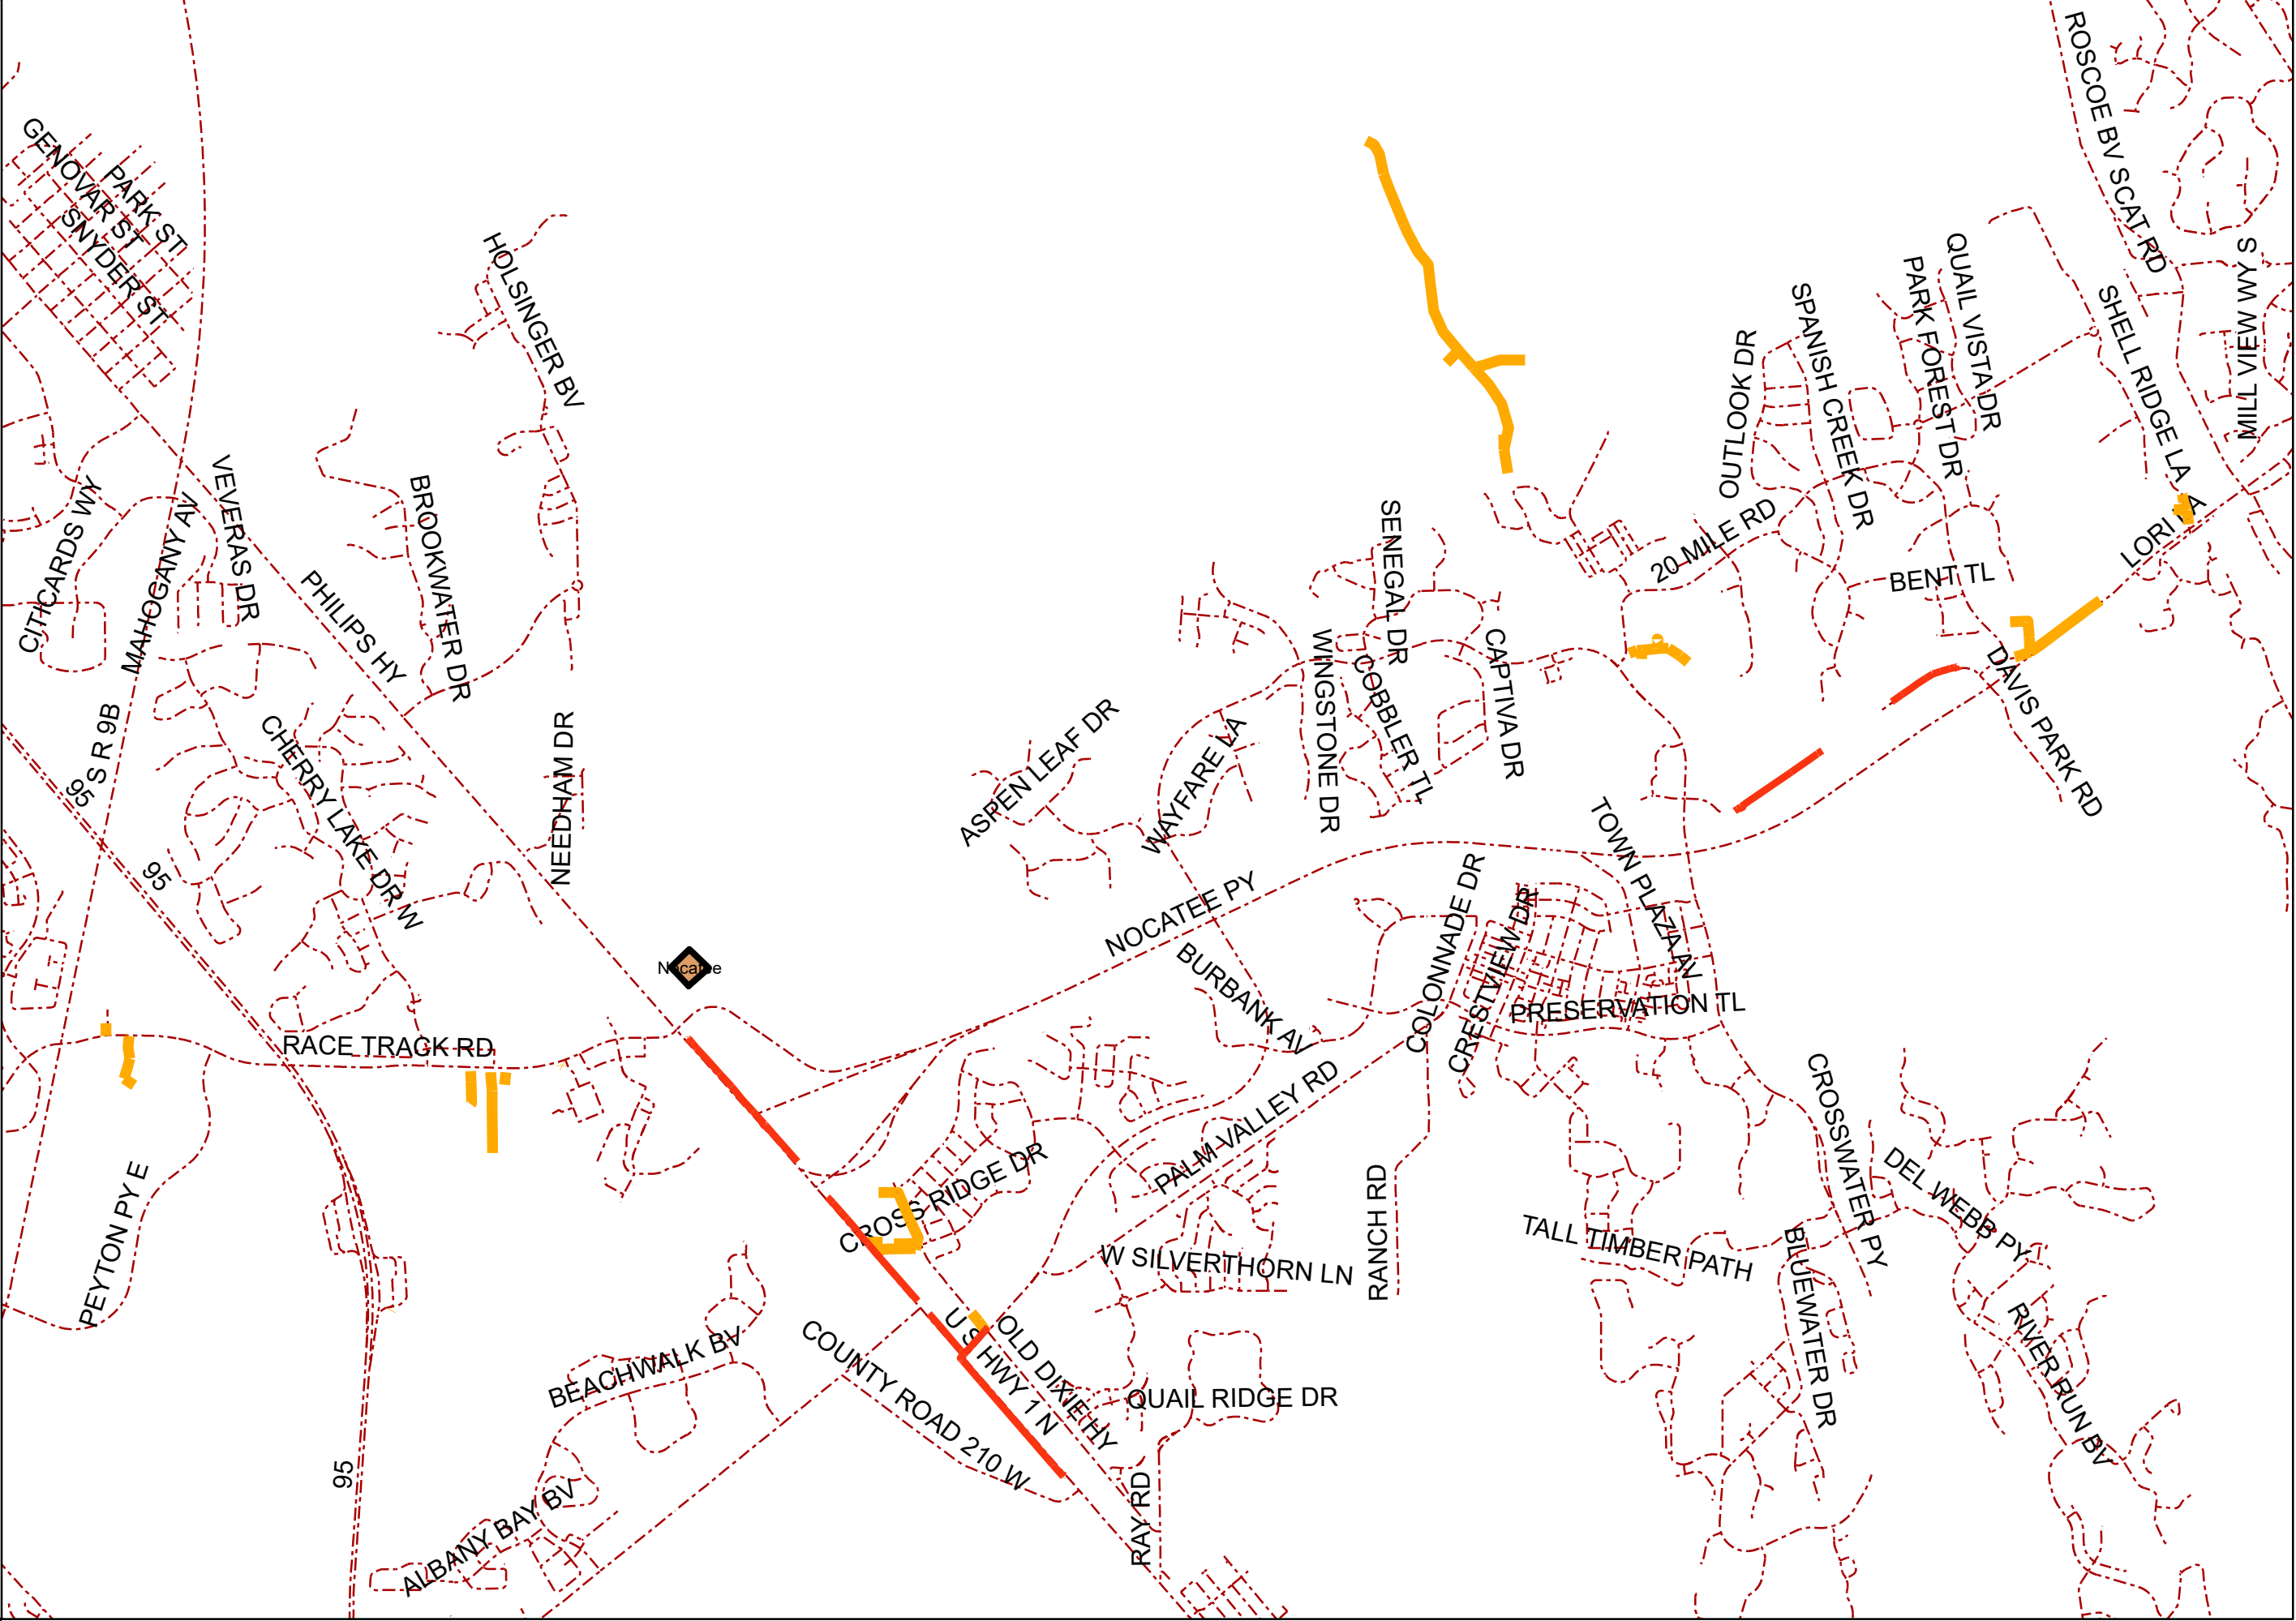 ROSCOE BV SCAT RD
GENOVAR ST
PARK ST
SNYDER ST
HOLSINGER BV
QUAIL VISTA DR
PARK FOREST DR
SPANISH CREEK DR
SHELL RIDGE LA
MILL VIEW WY S
OUTLOOK DR
CITICARDS WY
MAHOGANY AV
VEVERAS DR
BROOKWATER DR
PHILIPS HY
SENEGAL DR
20 MILE RD
BENT TL
LORI LA
WINGSTONE DR
COBBLER TL
CAPTIVA DR
DAVIS PARK RD
S R 9B
95
CHERRY LAKE DR W
NEEDHAM DR
ASPEN LEAF DR
WAYFARE LA
95
TOWN PLAZA AV
NOCATEE PY
COLONNADE DR
CRESTVIEW DR
Nocatee
BURBANK AV
PRESERVATION TL
RACE TRACK RD
PALM VALLEY RD
CROSSWATER PY
PEYTON PY E
CROSS RIDGE DR
RANCH RD
DEL WEBB PY
TALL TIMBER PATH
W SILVERTHORN LN
BLUEWATER DR
RIVER RUN BV
BEACHWALK BV
COUNTY ROAD 210 W
U S HWY 1 N
OLD DIXIE HY
QUAIL RIDGE DR
95
ALBANY BAY BV
RAY RD